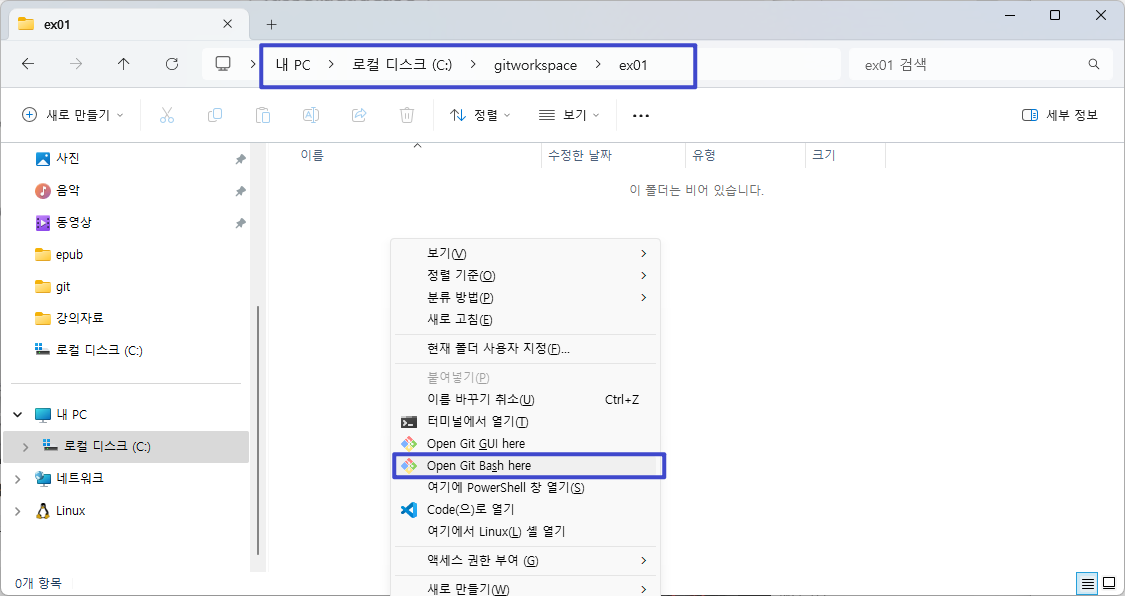 ex01
내 PC > 로컬 디스크 (C:) > gitworkspace > ex01
ex01 검색
새로 만들기
정렬
보기
세부 정보
사진
음악
동영상
epub
git
강의자료
로컬 디스크 (C:)
내 PC
로컬 디스크 (C:)
네트워크
Linux
이름 수정한 날짜 유형 크기
이 폴더는 비어 있습니다.
보기(V)
정렬 기준(O)
분류 방법(P)
새로 고침(E)
현재 폴더 사용자 지정(F)...
붙여넣기(P)
이름 바꾸기 취소(U) Ctrl+Z
터미널에서 열기(T)
Open Git GUI here
Open Git Bash here
여기에 PowerShell 창 열기(S)
Code(으)로 열기
여기에서 Linux(L) 셸 열기
액세스 권한 부여 (G)
새로 만들기(W)
0개 항목